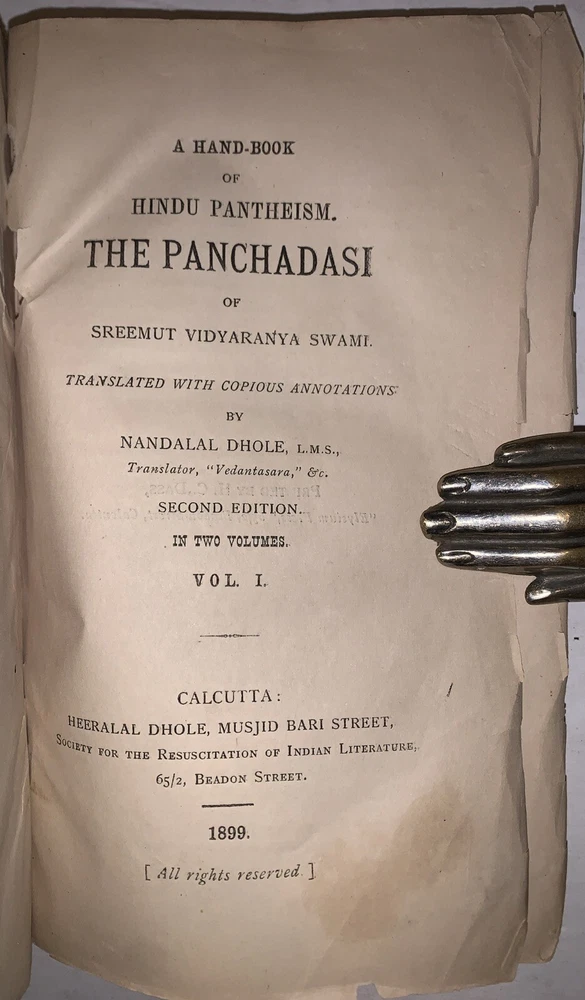 A HAND-BOOK
OF
HINDU PANTHEISM.
THE PANCHADASI
OF
SREEMUT VIDYARANYA SWAMI.
TRANSLATED WITH COPIOUS ANNOTATIONS
BY
NANDALAL DHOLE, L.M.S.,
Translator, "Vedantasara," &c.
SECOND EDITION.
IN TWO VOLUMES.
VOL. I.
CALCUTTA:
HEERALAL DHOLE, MUSJID BARI STREET,
SOCIETY FOR THE RESUSCITATION OF INDIAN LITERATURE,
65/2, BEADON STREET.
1899.
[ All rights reserved ]